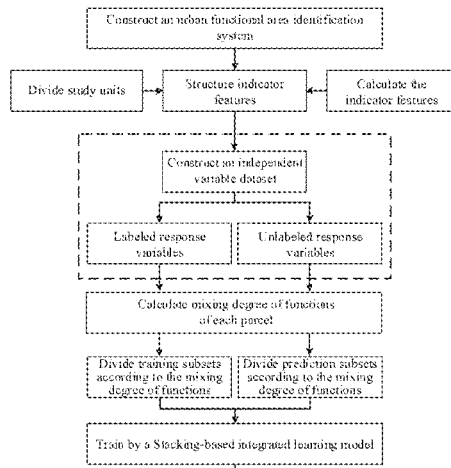 Construct an urban functional area identification
system
Divide study units
Structure indicator
features
Calculate the
indicator features
Construct an independent
variable dataset
Labeled response
variables
Unlabeled response
variables
Calculate mixing degree of functions
of each parcel
Divide training subsets
according to the mixing
degree of functions
Divide prediction subsets
according to the mixing
degree of functions
Train by a Stacking-based integrated learning model